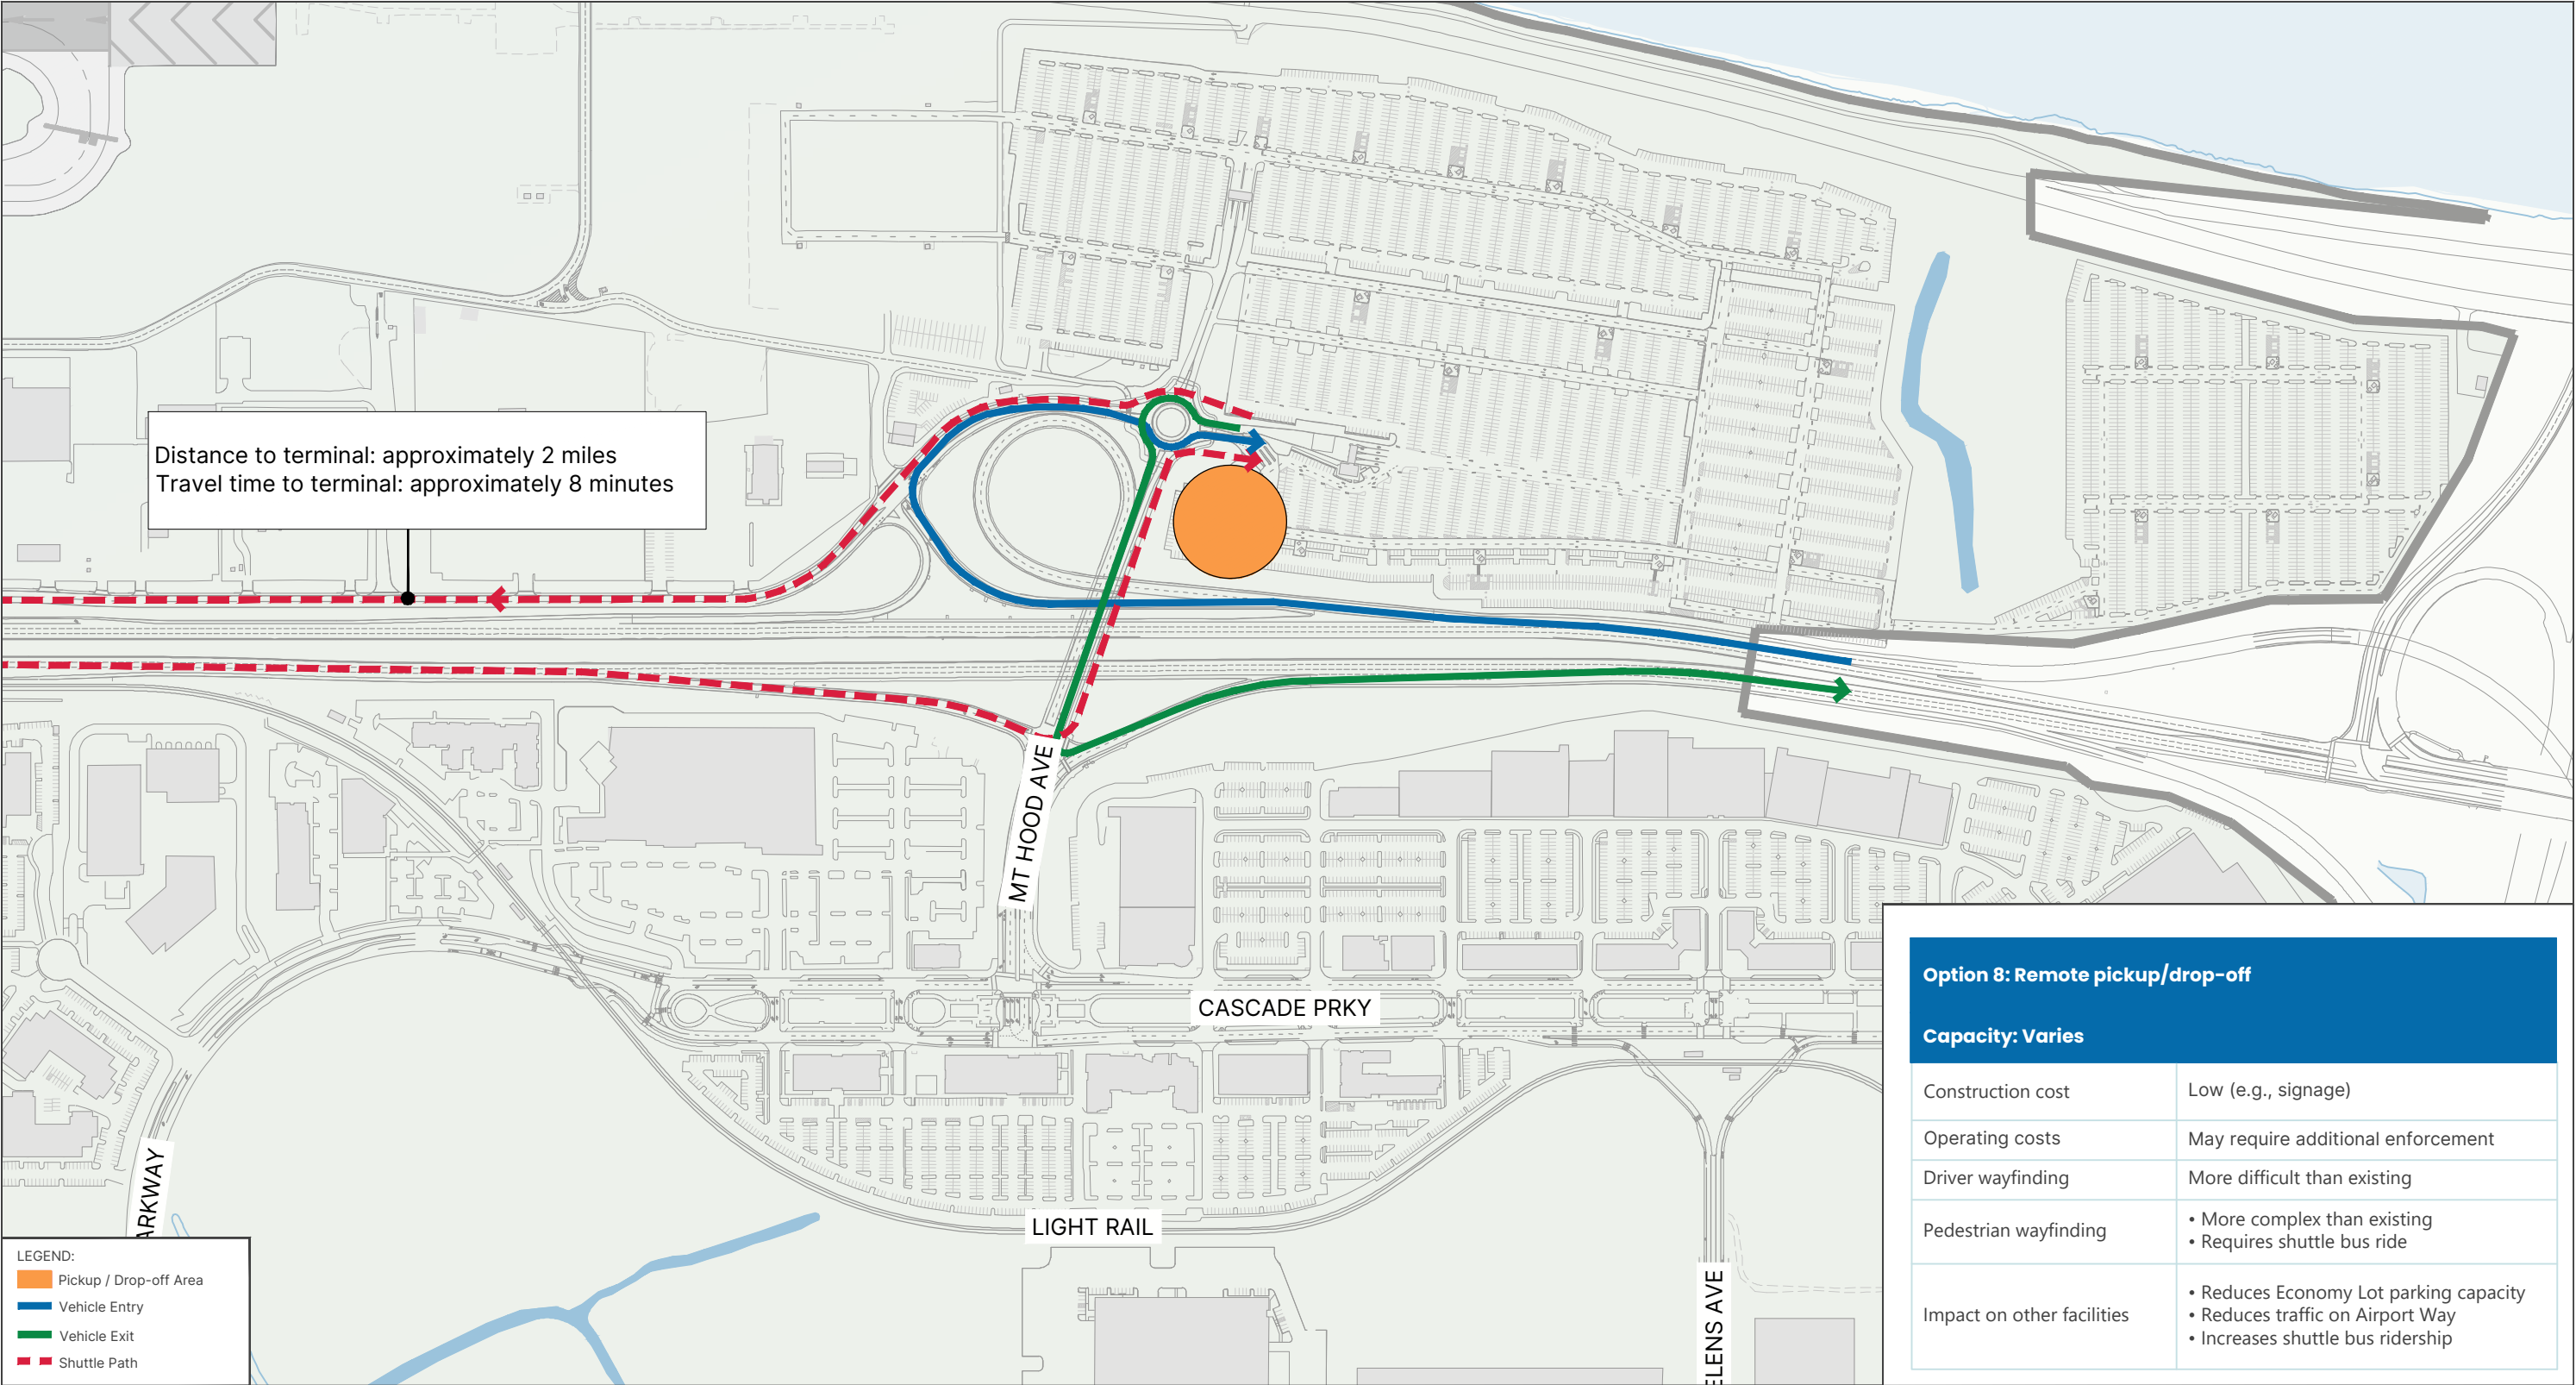 Distance to terminal: approximately 2 miles
Travel time to terminal: approximately 8 minutes
MT HOOD AVE
CASCADE PRKY
LIGHT RAIL
ARKWAY
ELENS AVE
LEGEND:
Pickup / Drop-off Area
Vehicle Entry
Vehicle Exit
Shuttle Path
Option 8: Remote pickup/drop-off
Capacity: Varies
Construction cost
Low (e.g., signage)
Operating costs
May require additional enforcement
Driver wayfinding
More difficult than existing
Pedestrian wayfinding
• More complex than existing
• Requires shuttle bus ride
Impact on other facilities
• Reduces Economy Lot parking capacity
• Reduces traffic on Airport Way
• Increases shuttle bus ridership